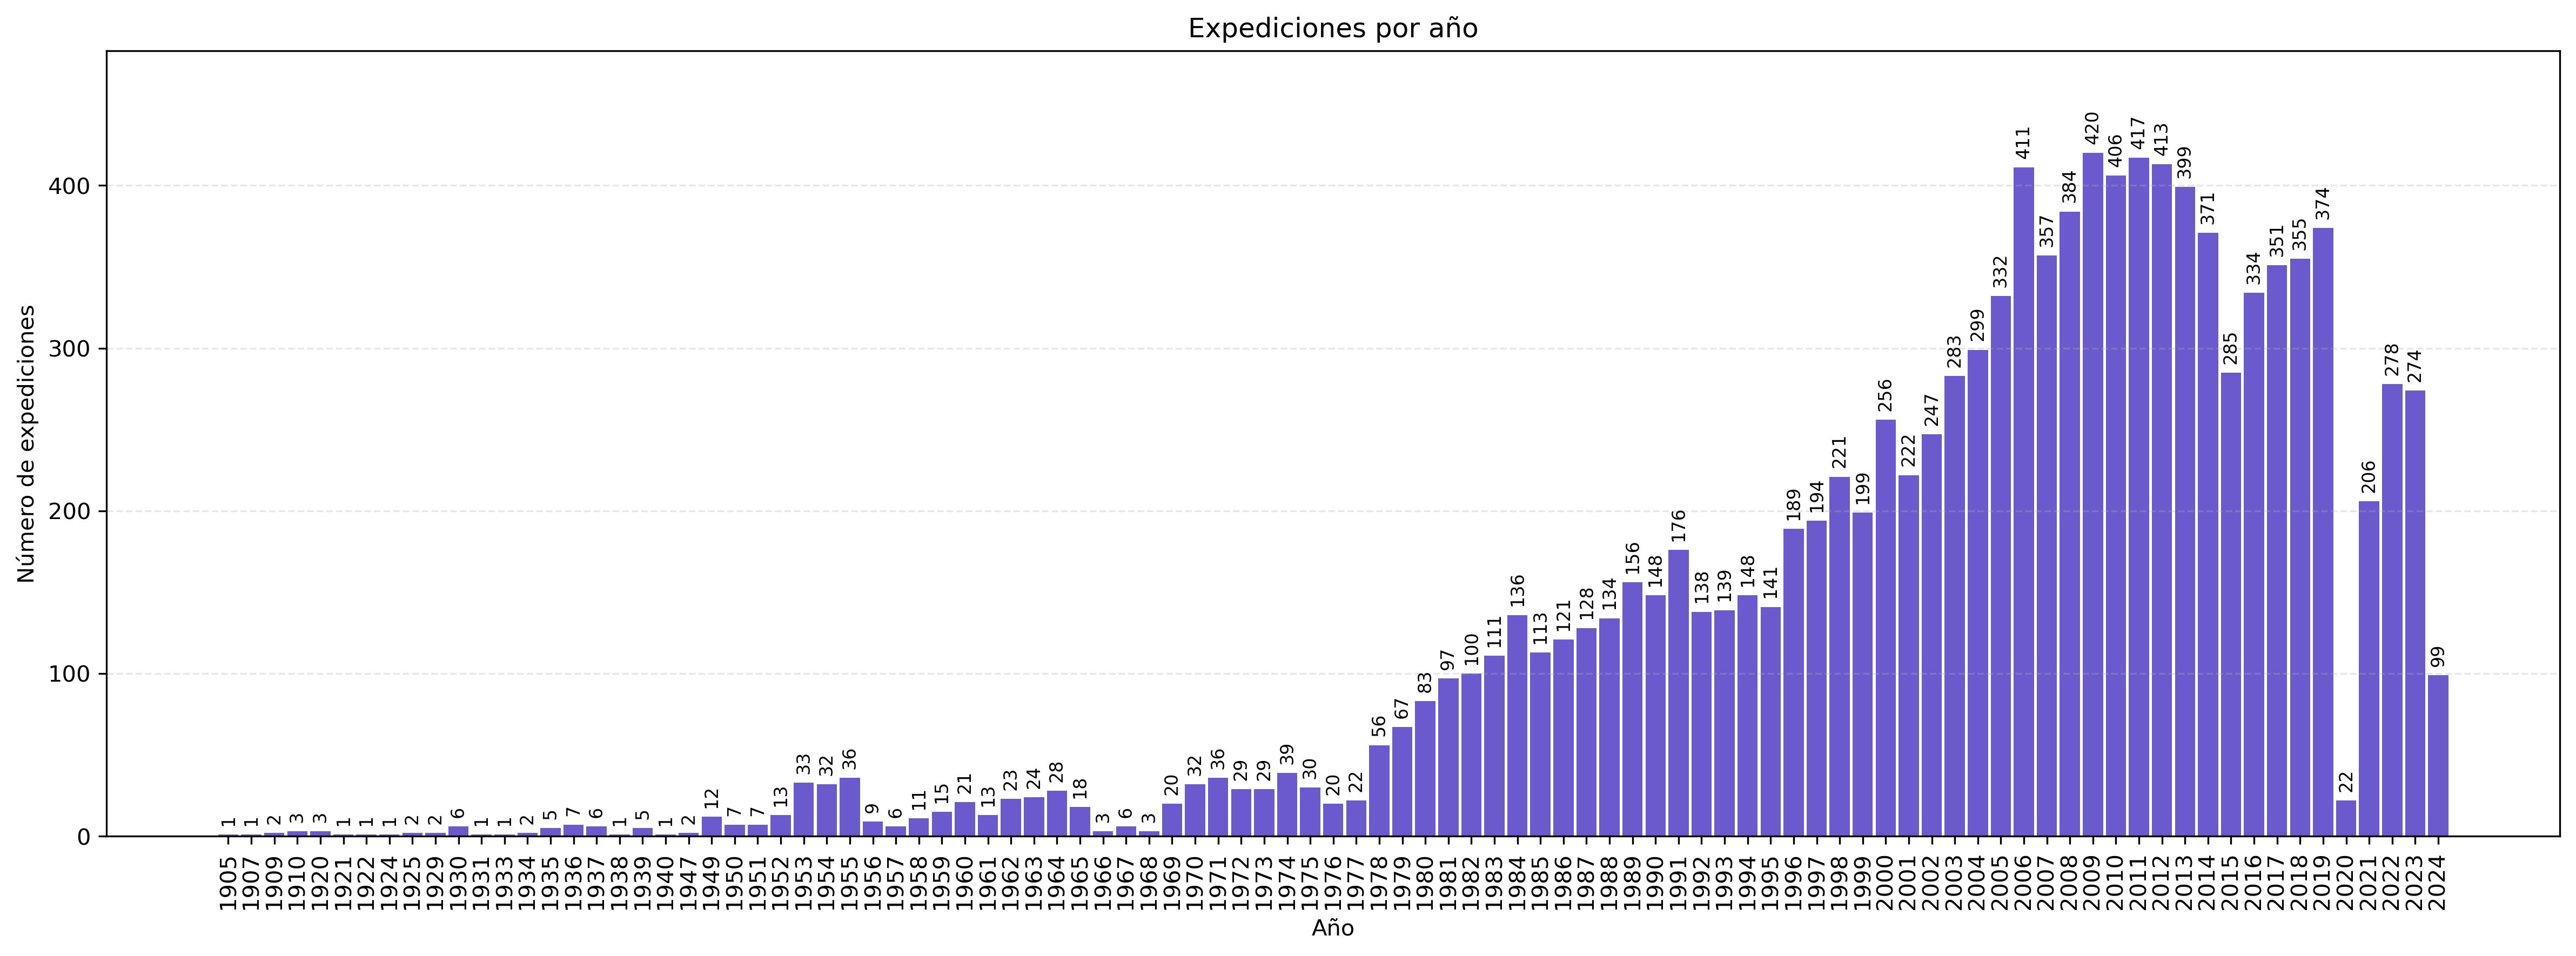 Expediciones por año
Número de expediciones
400
300
200
100
0
1 1 2 3 3 1 1 1 2 2 6 1 1 2 5 7 6 1 5 1 2 12 7 7 13 33 32 36 9 6 11 15 21 13 23 24 28 18 3 6 3 20 32 36 29 29 39 30 20 22 56 67 83 97 100 111 136 113 121 128 134 156 148 176 138 139 148 141 189 194 221 199 256 222 247 283 299 332 411 357 384 420 406 417 413 399 371 285 334 351 355 374 22 206 278 274 99
1905 1907 1909 1910 1920 1921 1922 1924 1925 1929 1930 1931 1933 1934 1935 1936 1937 1938 1939 1940 1947 1949 1950 1951 1952 1953 1954 1955 1956 1957 1958 1959 1960 1961 1962 1963 1964 1965 1966 1967 1968 1969 1970 1971 1972 1973 1974 1975 1976 1977 1978 1979 1980 1981 1982 1983 1984 1985 1986 1987 1988 1989 1990 1991 1992 1993 1994 1995 1996 1997 1998 1999 2000 2001 2002 2003 2004 2005 2006 2007 2008 2009 2010 2011 2012 2013 2014 2015 2016 2017 2018 2019 2020 2021 2022 2023 2024
Año